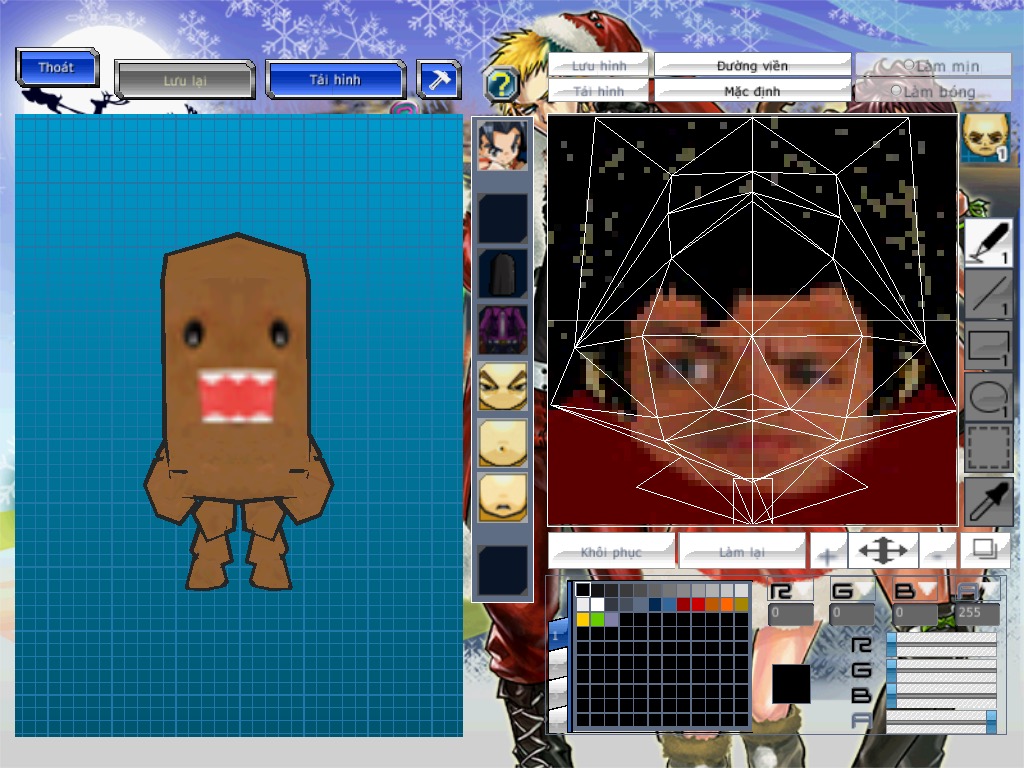 Thoát
Lưu lại
Tải hình
?
Lưu hình
Đường viền
Làm mịn
Tải hình
Mặc định
Làm bóng
1
1
1
1
1
Khôi phục
Làm lại
+
-
R G B A
0 0 0 255
1
R
G
B
A